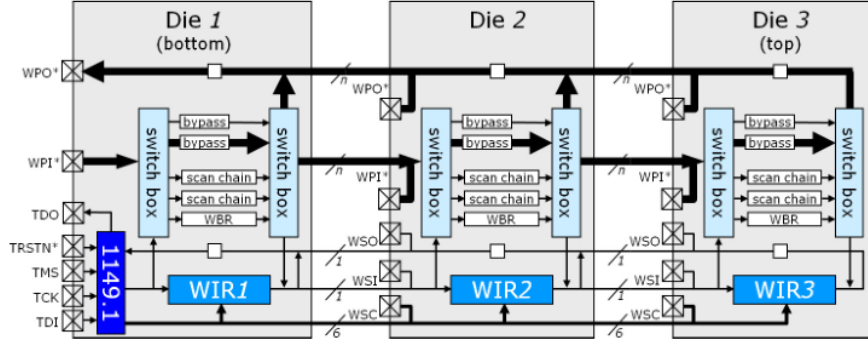 Die 1
(bottom)
Die 2
Die 3
(top)
WPO*
n
WPO*
n
WPO*
bypass
bypass
switch box
switch box
scan chain
scan chain
WBR
bypass
bypass
switch box
switch box
scan chain
scan chain
WBR
bypass
bypass
switch box
switch box
scan chain
scan chain
WBR
WPI*
n
WPI*
n
WPI*
TDO
TRSTN*
TMS
TCK
TDI
1149.1
WSO
1
WSO
1
WIR1
WSI
1
WIR2
WSI
1
WIR3
WSC
6
WSC
6